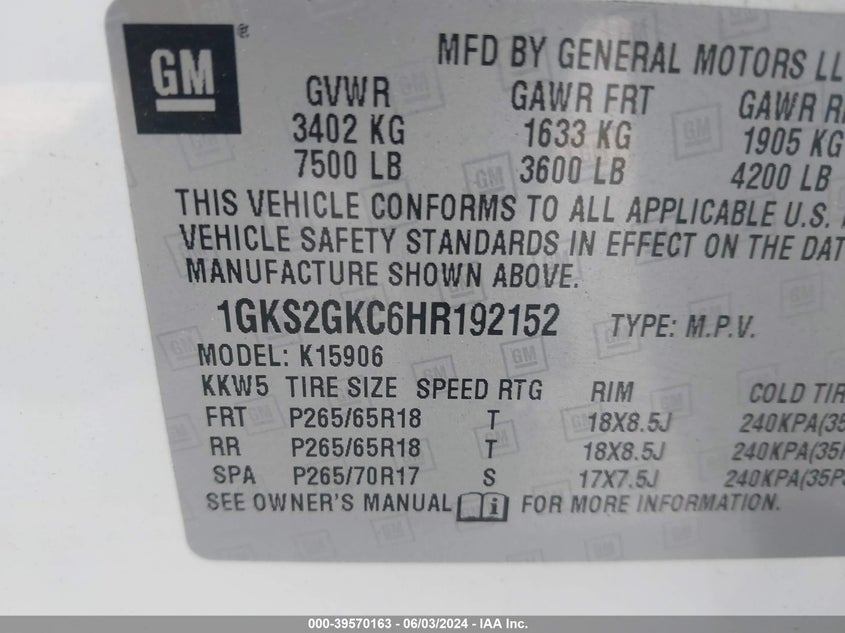 GM ®
MFD BY GENERAL MOTORS LL
GVWR GAWR FRT GAWR
3402 KG 1633 KG 1905 KG
7500 LB 3600 LB 4200 LB
THIS VEHICLE CONFORMS TO ALL APPLICABLE U.S.
VEHICLE SAFETY STANDARDS IN EFFECT ON THE DAT
MANUFACTURE SHOWN ABOVE.
1GKS2GKC6HR192152 TYPE: M.P.V.
MODEL: K15906
KKW5 TIRE SIZE SPEED RTG RIM COLD TIR
FRT P265/65R18 T 18X8.5J 240KPA(35
RR P265/65R18 T 18X8.5J 240KPA(35
SPA P265/70R17 S 17X7.5J 240KPA(35P
SEE OWNER'S MANUAL FOR MORE INFORMATION.
000-39570163 - 06/03/2024 - IAA Inc.